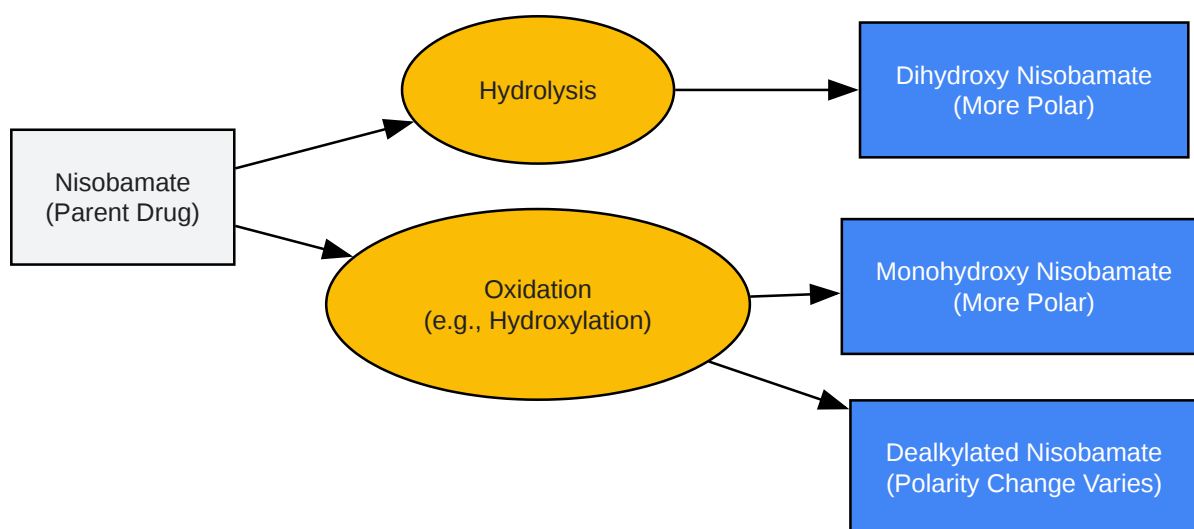 Nisobamate
(Parent Drug)
Hydrolysis
Dihydroxy Nisobamate
(More Polar)
Oxidation
(e.g., Hydroxylation)
Monohydroxy Nisobamate
(More Polar)
Dealkylated Nisobamate
(Polarity Change Varies)